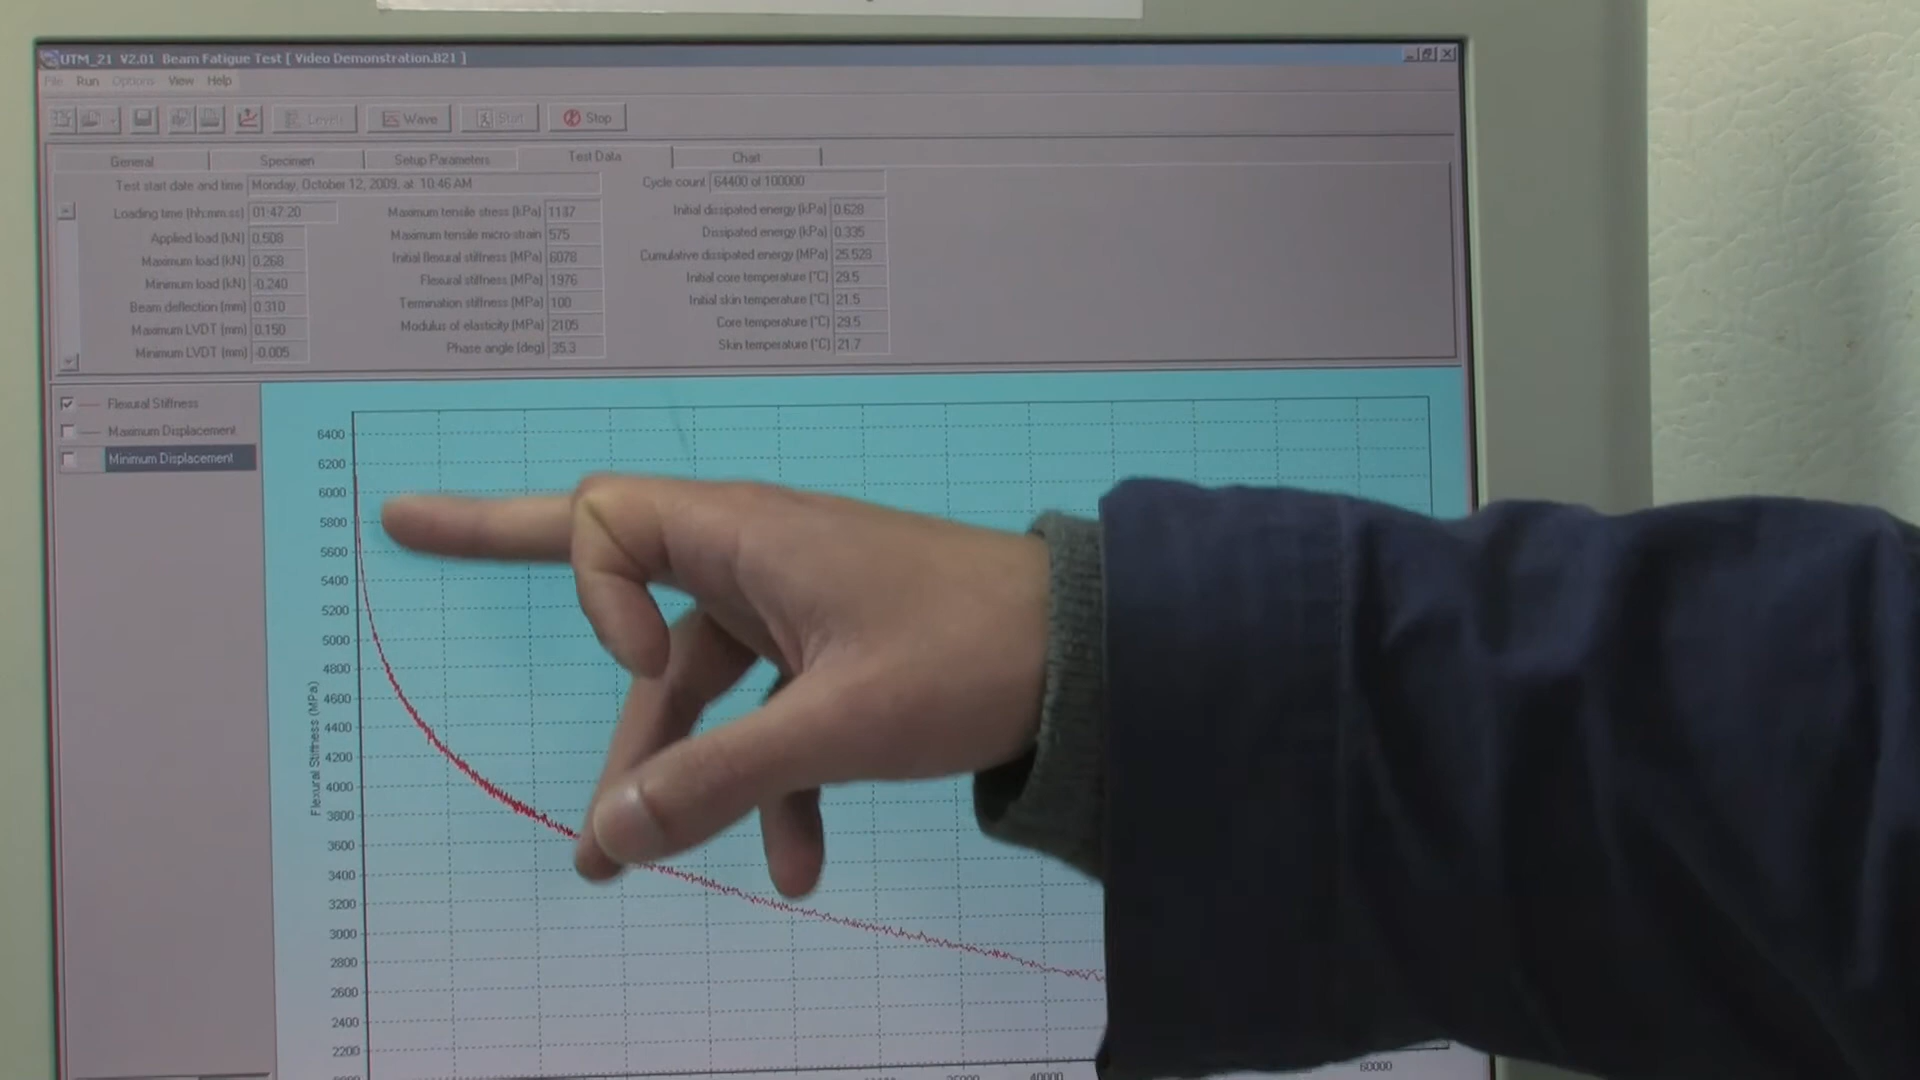 UTM_21 V2.01 Beam Fatigue Test [ Video Demonstration.B21 ]
File Run Options View Help
Levels Wave Start Stop
General Specimen Setup Parameters Test Data Chart
Test start date and time Monday, October 12, 2009, at 10:46 AM Cycle count 64400 of 100000
Loading time (hh:mm:ss) 01:47:20 Maximum tensile stress (kPa) 1137 Initial dissipated energy (kPa) 0.628
Applied load (kN) 0.508 Maximum tensile micro-strain 575 Dissipated energy (kPa) 0.335
Maximum load (kN) 0.268 Initial flexural stiffness (MPa) 6078 Cumulative dissipated energy (MPa) 25.528
Minimum load (kN) -0.240 Flexural stiffness (MPa) 1976 Initial core temperature (°C) 29.5
Beam deflection (mm) 0.310 Termination stiffness (MPa) 100 Initial skin temperature (°C) 21.5
Maximum LVDT (mm) 0.150 Modulus of elasticity (MPa) 2105 Core temperature (°C) 29.5
Minimum LVDT (mm) -0.005 Phase angle (deg) 35.3 Skin temperature (°C) 21.7
Flexural Stiffness
Maximum Displacement
Minimum Displacement
Flexural Stiffness (MPa)
6400
6200
6000
5800
5600
5400
5200
5000
4800
4600
4400
4200
4000
3800
3600
3400
3200
3000
2800
2600
2400
2200
40000 60000